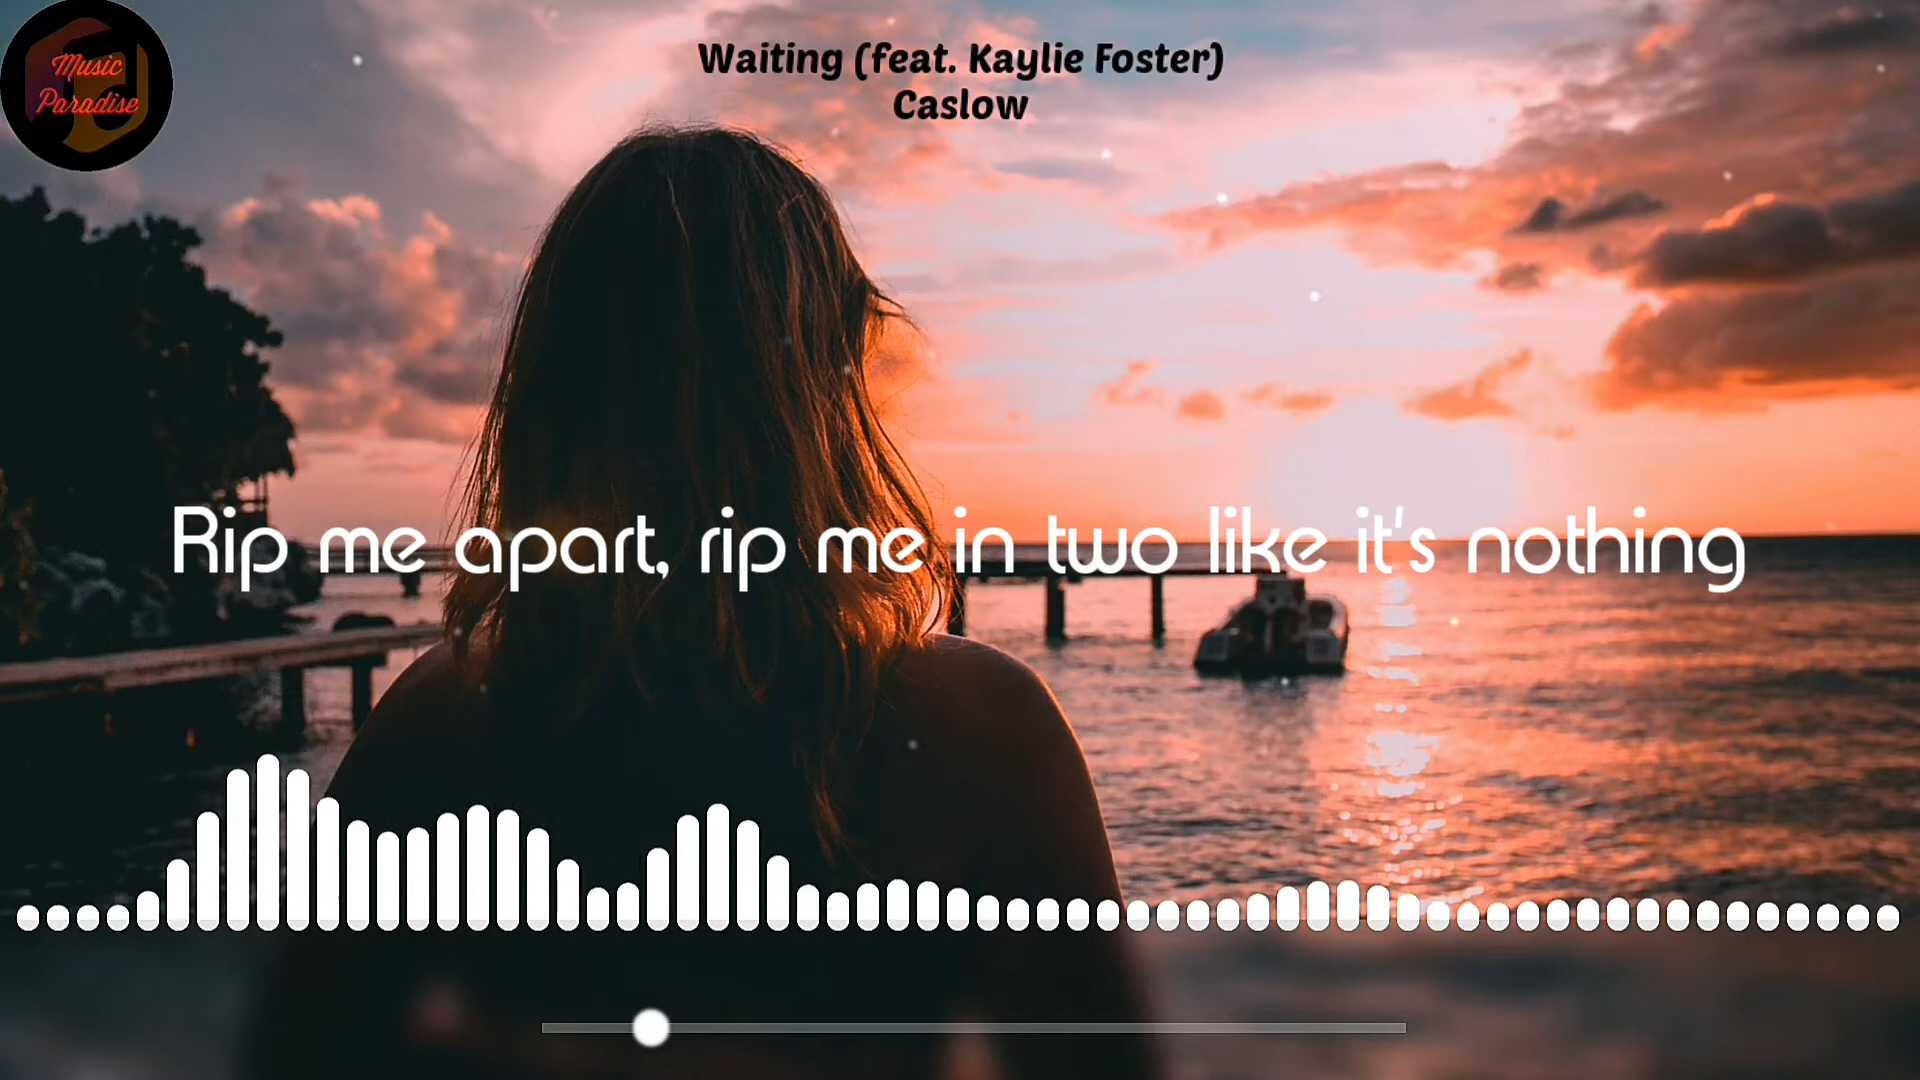 Music
Paradise
Waiting (feat. Kaylie Foster)
Caslow
Rip me apart, rip me in two like it's nothing